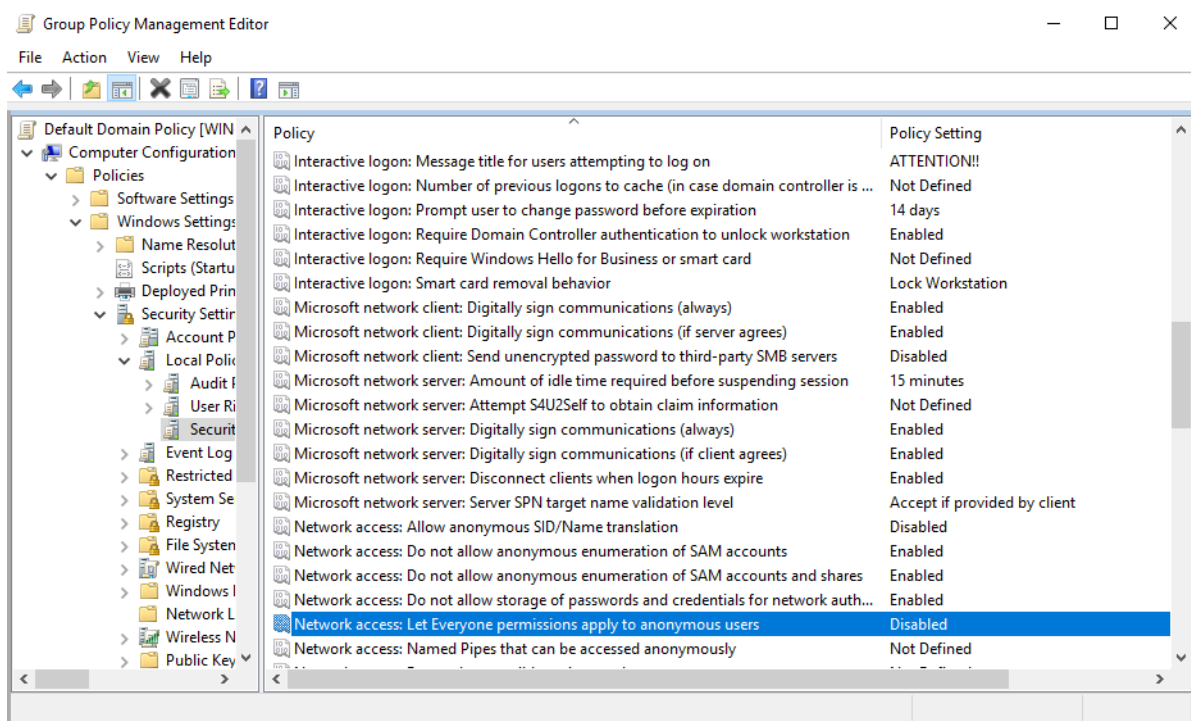 Group Policy Management Editor
File Action View Help
Default Domain Policy [WIN
Computer Configuration
Policies
Software Settings
Windows Settings
Name Resolut
Scripts (Startu
Deployed Prin
Security Settin
Account P
Local Polic
Audit P
User Ri
Securit
Event Log
Restricted
System Se
Registry
File System
Wired Net
Windows
Network L
Wireless N
Public Key
Policy Policy Setting
Interactive logon: Message title for users attempting to log on ATTENTION!!
Interactive logon: Number of previous logons to cache (in case domain controller is ... Not Defined
Interactive logon: Prompt user to change password before expiration 14 days
Interactive logon: Require Domain Controller authentication to unlock workstation Enabled
Interactive logon: Require Windows Hello for Business or smart card Not Defined
Interactive logon: Smart card removal behavior Lock Workstation
Microsoft network client: Digitally sign communications (always) Enabled
Microsoft network client: Digitally sign communications (if server agrees) Enabled
Microsoft network client: Send unencrypted password to third-party SMB servers Disabled
Microsoft network server: Amount of idle time required before suspending session 15 minutes
Microsoft network server: Attempt S4U2Self to obtain claim information Not Defined
Microsoft network server: Digitally sign communications (always) Enabled
Microsoft network server: Digitally sign communications (if client agrees) Enabled
Microsoft network server: Disconnect clients when logon hours expire Enabled
Microsoft network server: Server SPN target name validation level Accept if provided by client
Network access: Allow anonymous SID/Name translation Disabled
Network access: Do not allow anonymous enumeration of SAM accounts Enabled
Network access: Do not allow anonymous enumeration of SAM accounts and shares Enabled
Network access: Do not allow storage of passwords and credentials for network auth... Enabled
Network access: Let Everyone permissions apply to anonymous users Disabled
Network access: Named Pipes that can be accessed anonymously Not Defined